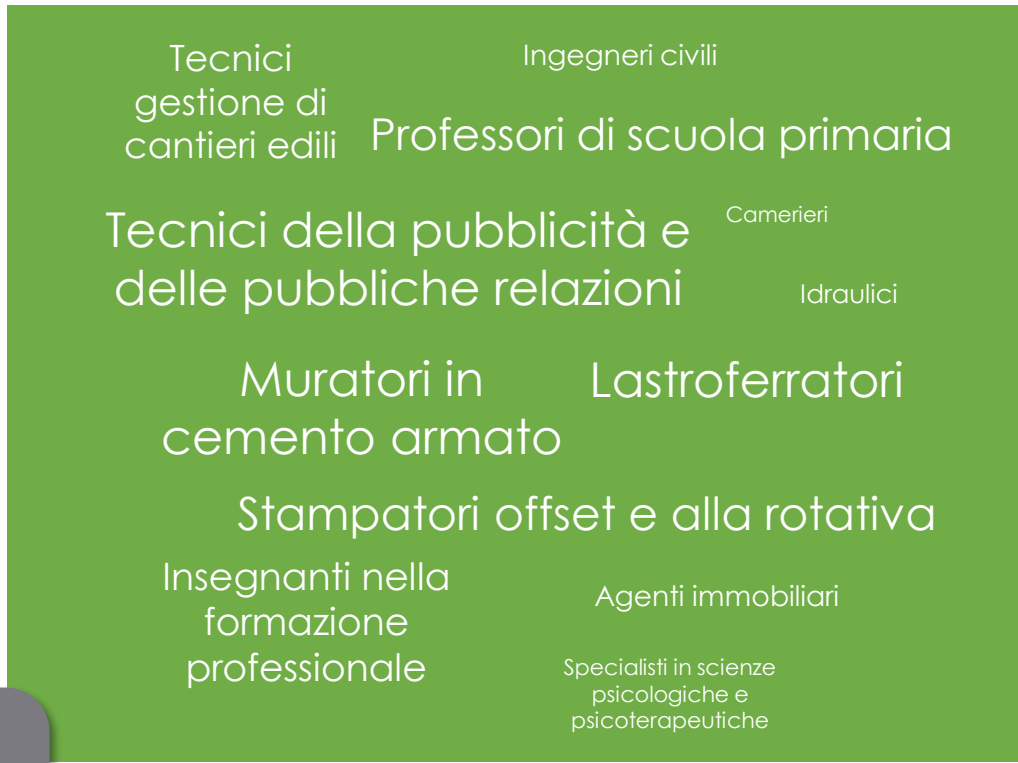 Tecnici
gestione di
cantieri edili
Ingegneri civili
Professori di scuola primaria
Tecnici della pubblicità e
delle pubbliche relazioni
Camerieri
Idraulici
Muratori in
cemento armato
Lastroferratori
Stampatori offset e alla rotativa
Insegnanti nella
formazione
professionale
Agenti immobiliari
Specialisti in scienze
psicologiche e
psicoterapeutiche